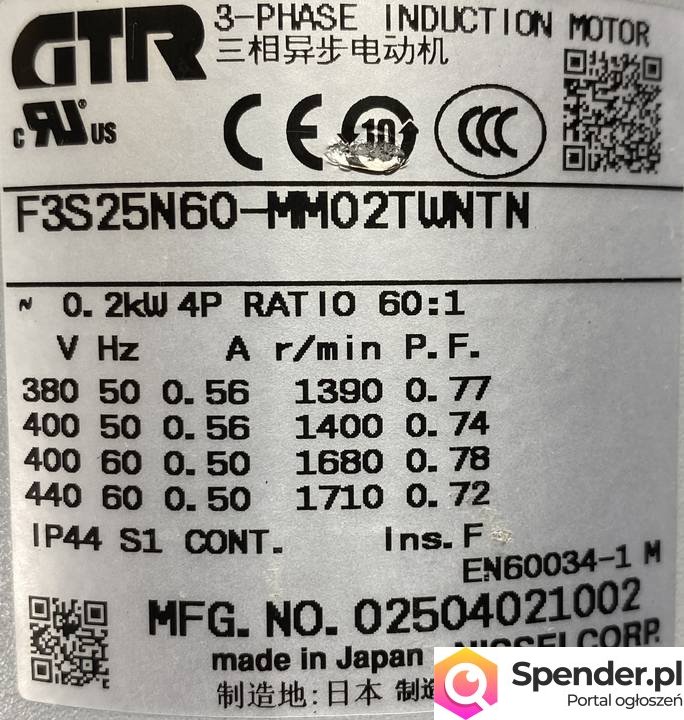 GTR
3-PHASE INDUCTION MOTOR
三相异步电动机
c RU® US CE 10 CCC
F3S25N60-MM02TWNTN
~ 0.2kW 4P RATIO 60:1
V Hz A r/min P.F.
380 50 0.56 1390 0.77
400 50 0.56 1400 0.74
400 60 0.50 1680 0.78
440 60 0.50 1710 0.72
IP44 S1 CONT. Ins.F
EN60034-1 M
MFG. NO. 02504021002
made in Japan CORP.
制造地:日本
Spender.pl
Portal ogłoszeń